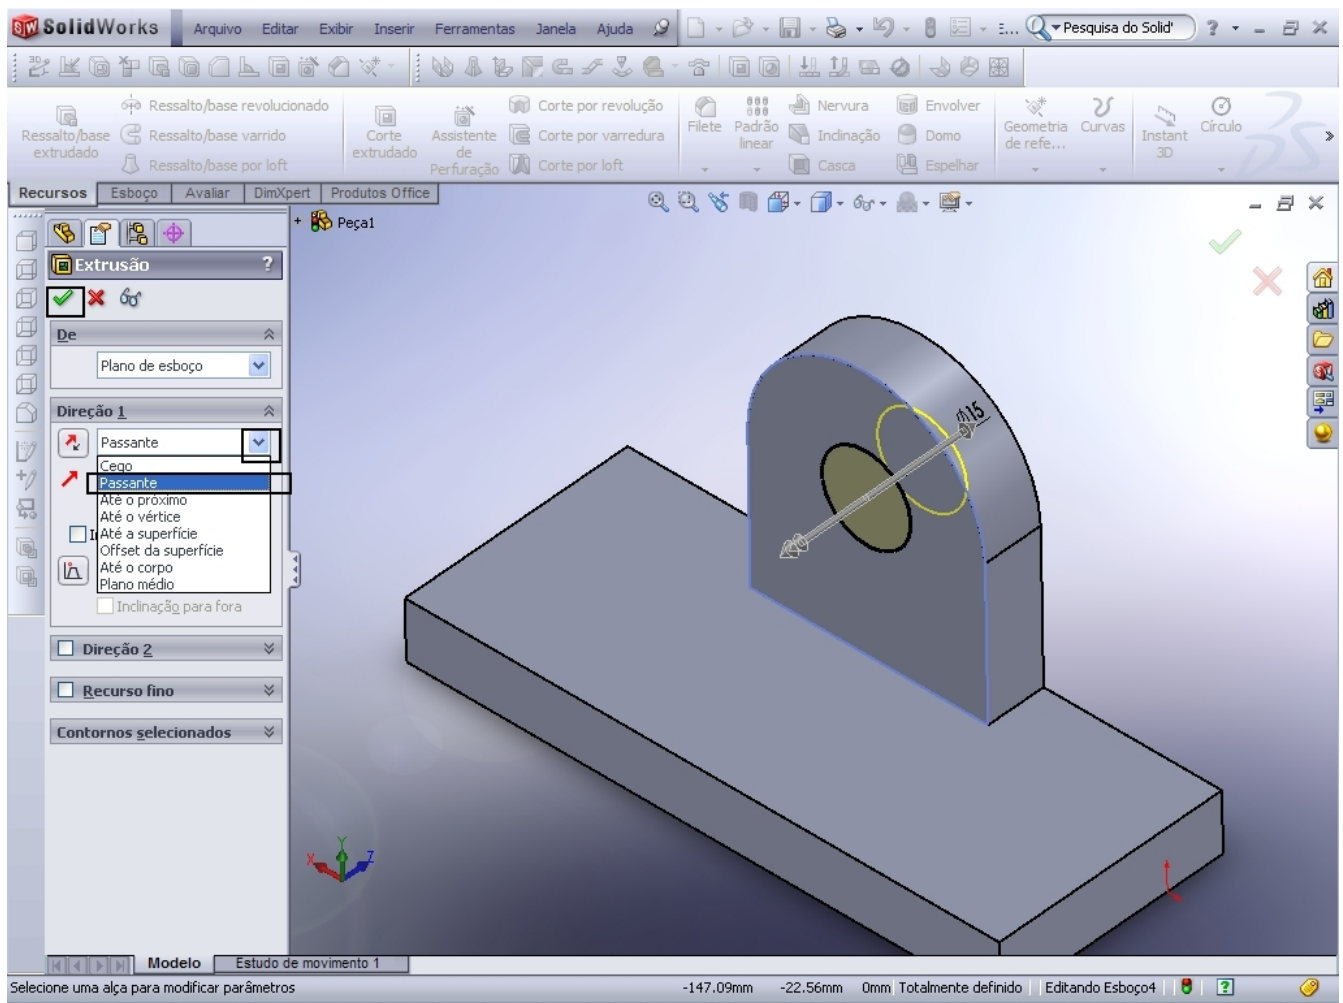 SolidWorks Arquivo Editar Exibir Inserir Ferramentas Janela Ajuda E... Pesquisa do Solid' ?
Ressalto/base extrudado
Ressalto/base revolucionado
Ressalto/base varrido
Ressalto/base por loft
Corte extrudado
Assistente de Perfuração
Corte por revolução
Corte por varredura
Corte por loft
Filete
Padrão linear
Nervura
Inclinação
Casca
Envolver
Domo
Espelhar
Geometria de refe...
Curvas
Instant 3D
Círculo
»
Recursos Esboço Avaliar DimXpert Produtos Office
+ Peça1
Extrusão ?
De
Plano de esboço
Direção 1
Passante
Cego
Passante
Até o próximo
Até o vértice
Até a superfície
Offset da superfície
Até o corpo
Plano médio
Inclinação para fora
Direção 2
Recurso fino
Contornos selecionados
ϕ15
Y
X
Z
Modelo Estudo de movimento 1
Selecione uma alça para modificar parâmetros -147.09mm -22.56mm 0mm Totalmente definido Editando Esboço4 ?